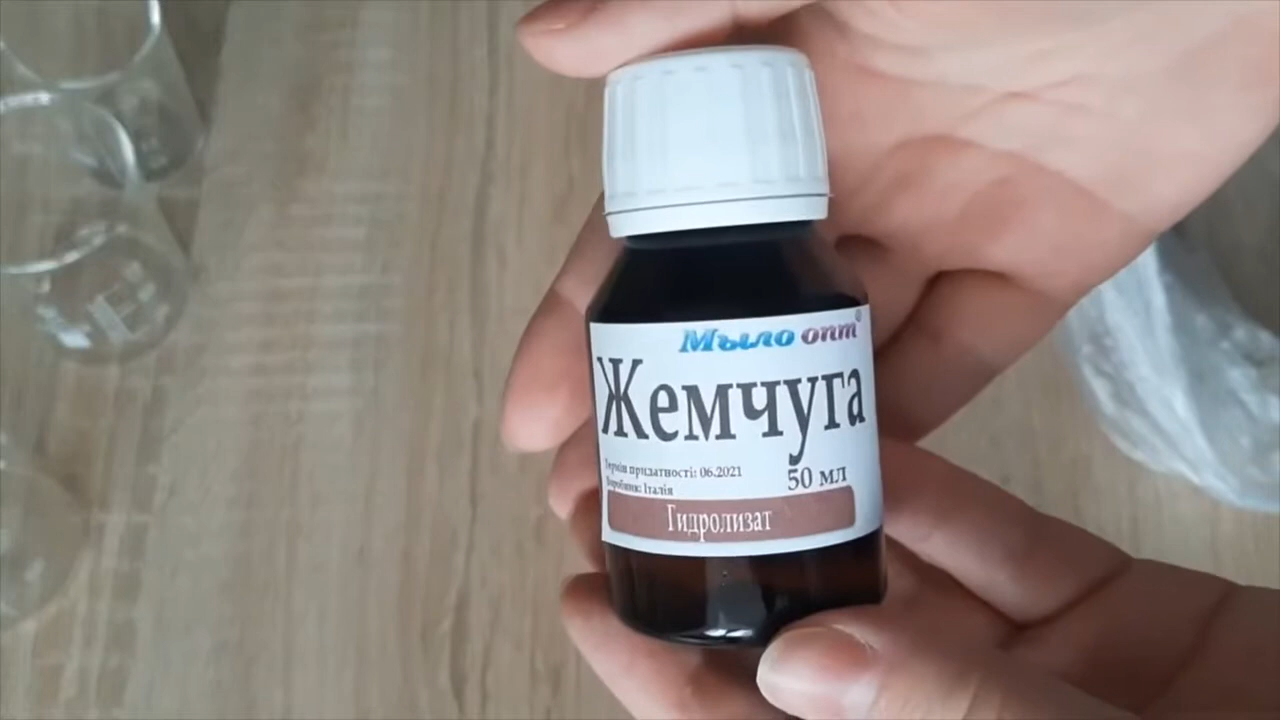 Мыло опт®
Жемчуга
Термін придатності: 06.2021
Виробник: Італія
50 мл
Гидролизат